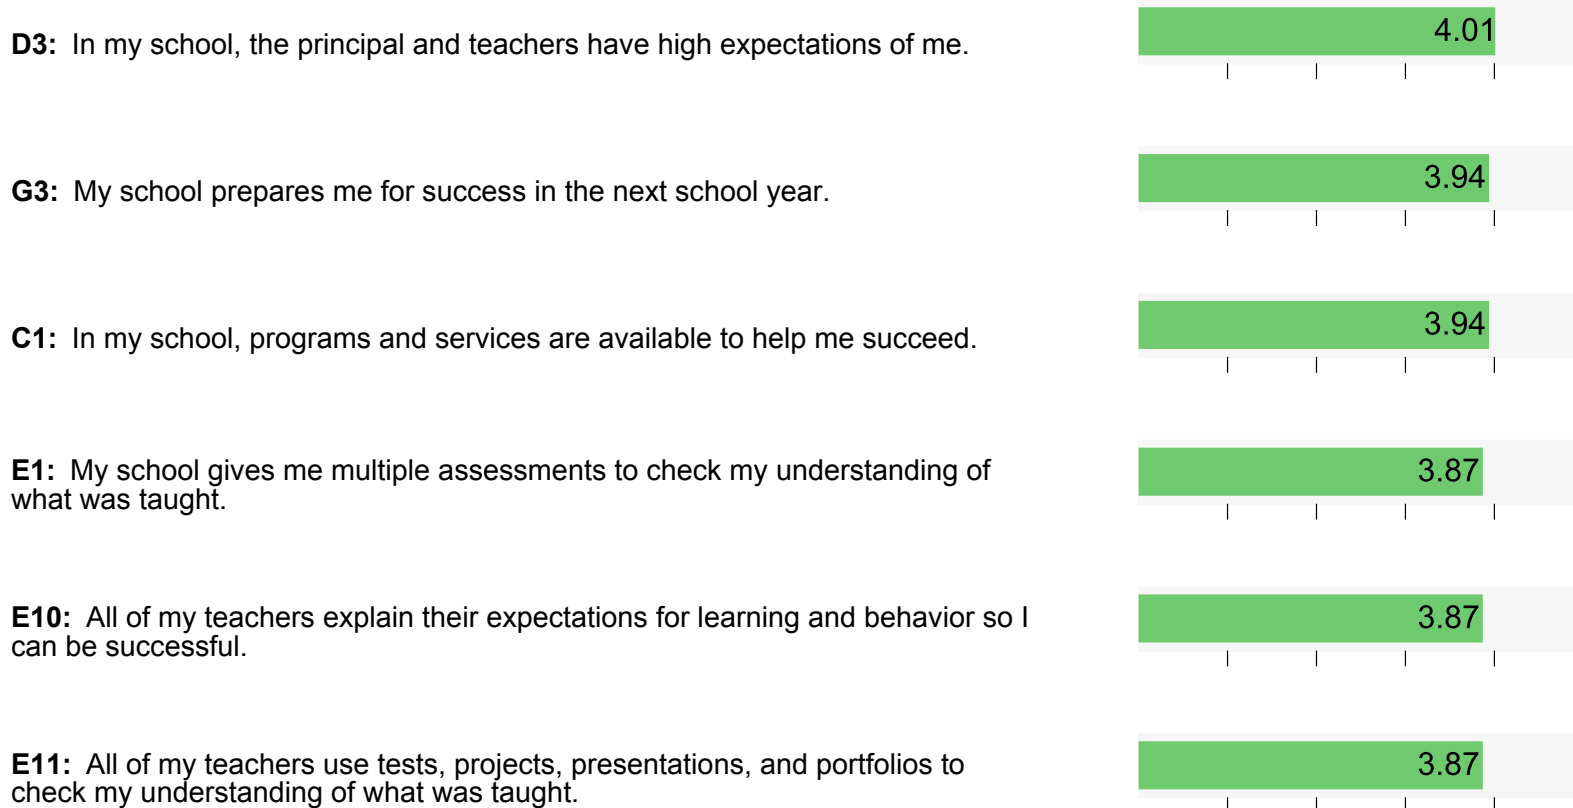 D3: In my school, the principal and teachers have high expectations of me.
4.01
G3: My school prepares me for success in the next school year.
3.94
C1: In my school, programs and services are available to help me succeed.
3.94
E1: My school gives me multiple assessments to check my understanding of
what was taught.
3.87
E10: All of my teachers explain their expectations for learning and behavior so I
can be successful.
3.87
E11: All of my teachers use tests, projects, presentations, and portfolios to
check my understanding of what was taught.
3.87